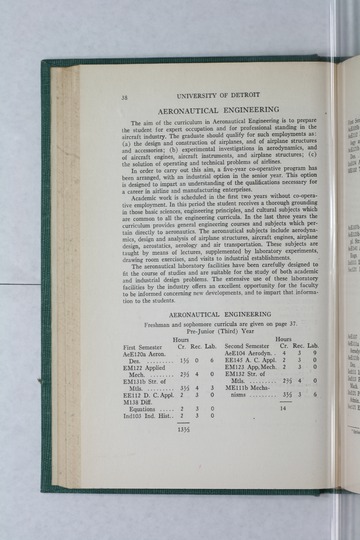 38 UNIVERSITY OF DETROIT
AERONAUTICAL ENGINEERING
The aim of the curriculum in Aeronautical Engineering is to prepare
the student for expert occupation and for professional standing in the
aircraft industry. The graduate should qualify for such employments as:
(a) the design and construction of airplanes, and of airplane structures
and accessories; (b) experimental investigations in aerodynamics, and
of aircraft engines, aircraft instruments, and airplane structures; (c)
the solution of operating and technical problems of airlines.
In order to carry out this aim, a five-year co-operative program has
been arranged, with an industrial option in the senior year. This option
is designed to impart an understanding of the qualifications necessary for
a career in airline and manufacturing enterprises.
Academic work is scheduled in the first two years without co-opera-
tive employment. In this period the student receives a thorough grounding
in those basic sciences, engineering principles, and cultural subjects which
are common to all the engineering curricula. In the last three years the
curriculum provides general engineering courses and subjects which per-
tain directly to aeronautics. The aeronautical subjects include aerodyna-
mics, design and analysis of airplane structures, aircraft engines, airplane
design, aerostatics, aerology and air transportation. These subjects are
taught by means of lectures, supplemented by laboratory experiments,
drawing room exercises, and visits to industrial establishments.
The aeronautical laboratory facilities have been carefully designed to
fit the course of studies and are suitable for the study of both academic
and industrial design problems. The extensive use of these laboratory
facilities by the industry offers an excellent opportunity for the faculty
to be informed concerning new developments, and to impart that informa-
tion to the students.
AERONAUTICAL ENGINEERING
Freshman and sophomore curricula are given on page 37.
Pre-Junior (Third) Year
Hours
First Semester Cr. Rec. Lab.
AeE120a Aeron.
Des. .......... 1⅗ 0 6
EM122 Applied
Mech. ......... 2⅖ 4 0
EM131b Str. of
Mtls. .......... 3⅗ 4 3
EE112 D. C. Appl. 2 3 0
M158 Diff.
Equations ..... 2 3 0
Ind103 Ind. Hist.. 2 3 0
13⅗
Hours
Second Semester Cr. Rec. Lab.
AeE104 Aerodyn. . 4 3 9
EE145 A. C. Appl. 2 3 0
EM123 App. Mech. 2 3 0
EM132 Str. of
Mtls. .......... 2⅖ 4 0
ME111b Mecha-
nisms ......... 3⅗ 3 6
14